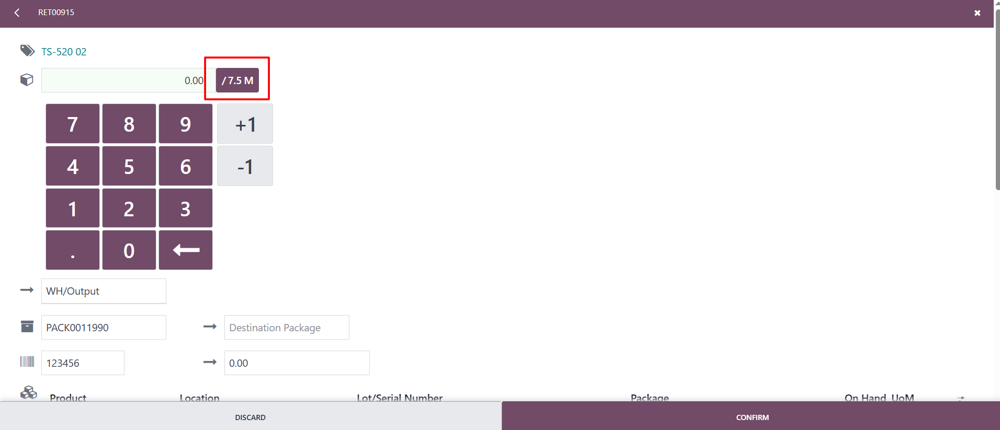 RET00915
TS-520 02
0.00 / 7.5 M
7 8 9 +1
4 5 6 -1
1 2 3
. 0
WH/Output
PACK0011990 Destination Package
123456 0.00
Product Location Lot/Serial Number Package On Hand UoM
DISCARD CONFIRM